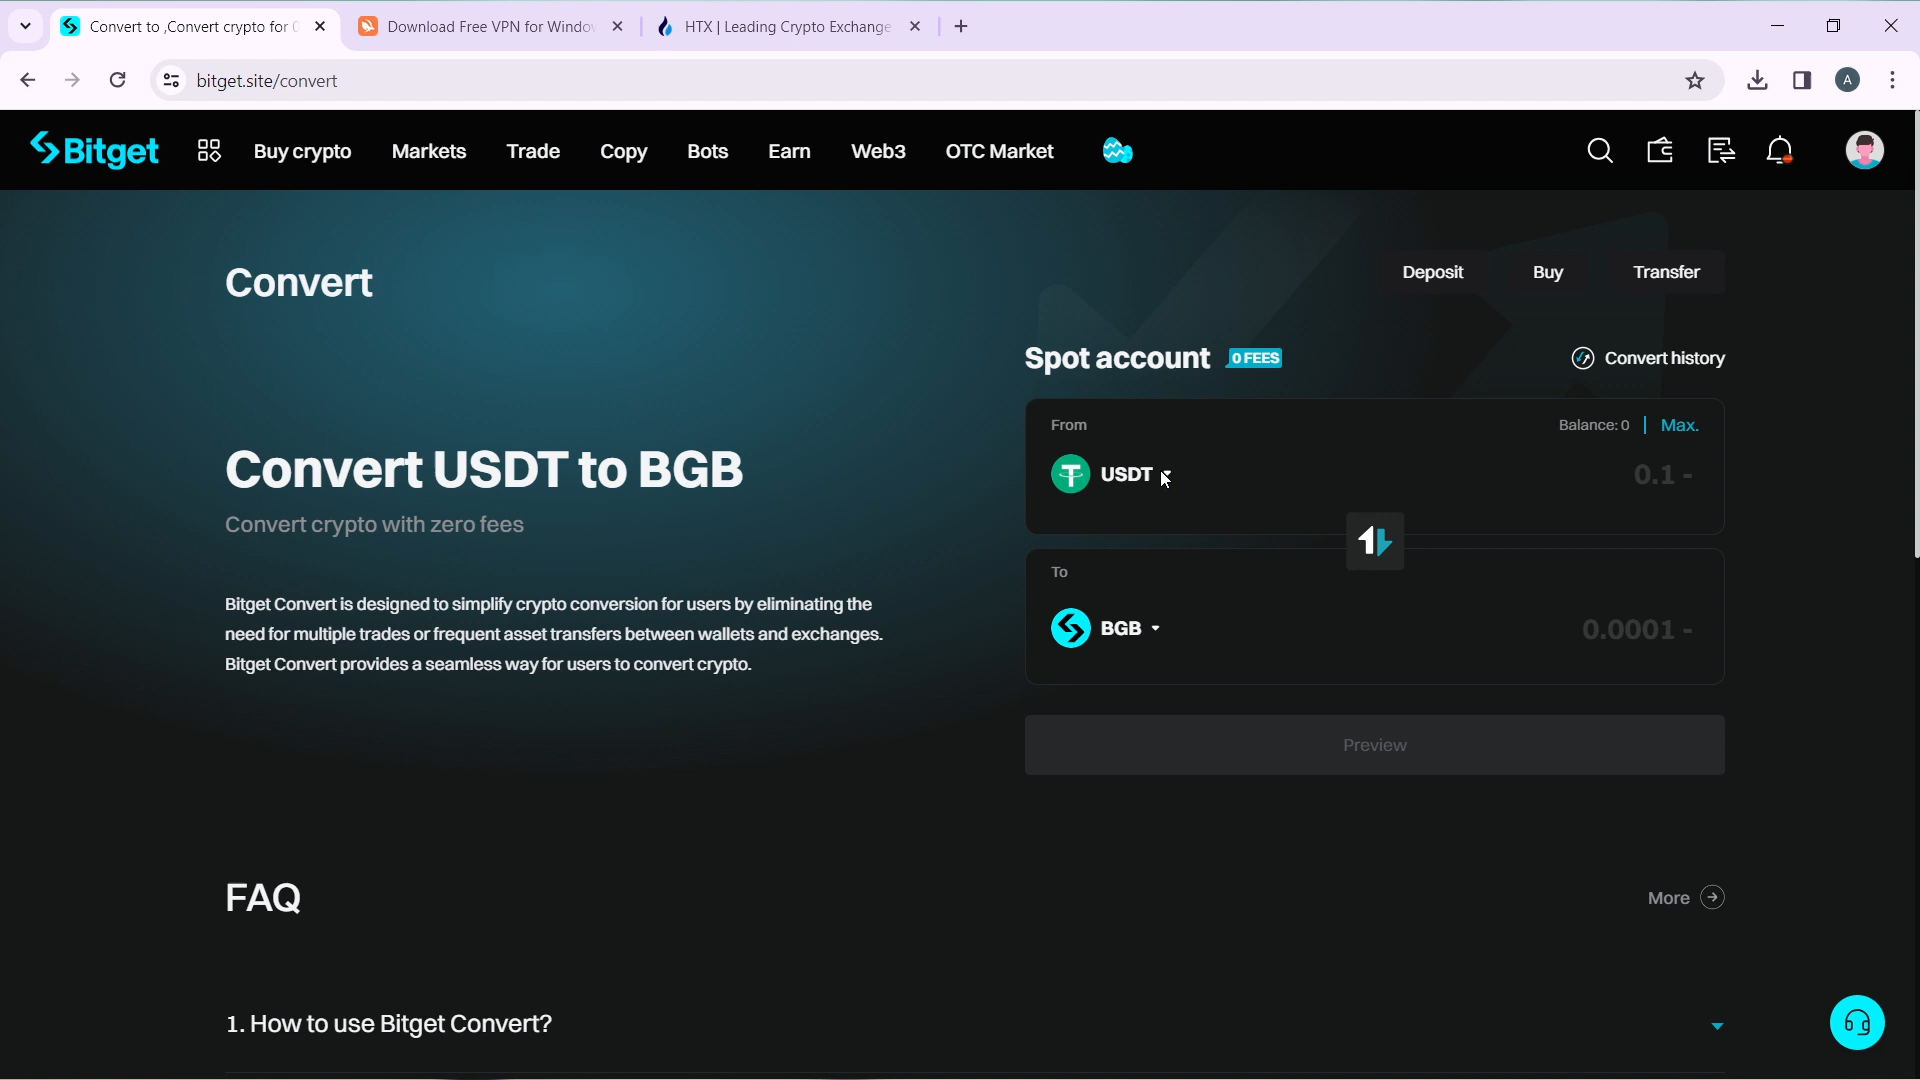 Convert to ,Convert crypto for 0
Download Free VPN for Windo
HTX | Leading Crypto Exchange
bitget.site/convert
A
Bitget
Buy crypto
Markets
Trade
Copy
Bots
Earn
Web3
OTC Market
Convert
Deposit
Buy
Transfer
Spot account
0 FEES
Convert history
From
Balance: 0
Max.
USDT
0.1 -
Convert USDT to BGB
Convert crypto with zero fees
To
BGB
0.0001 -
Bitget Convert is designed to simplify crypto conversion for users by eliminating the
need for multiple trades or frequent asset transfers between wallets and exchanges.
Bitget Convert provides a seamless way for users to convert crypto.
Preview
FAQ
More
1. How to use Bitget Convert?